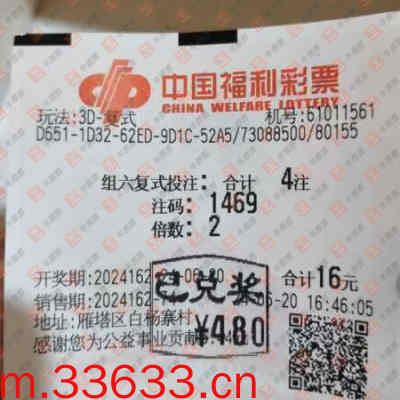 中国福利彩票
CHINA WELFARE LOTTERY
玩法:3D-复式 机号:61011561
D651-1D32-62ED-9D1C-52A5/73088500/80155
组六复式投注: 合计 4注
注码: 1469
倍数: 2
开奖期:2024162 合计16元
销售期:2024162 -20 16:46:05
已兑奖
¥480
地址:雁塔区白杨寨村
感谢您为公益事业贡献
m.33633.cn